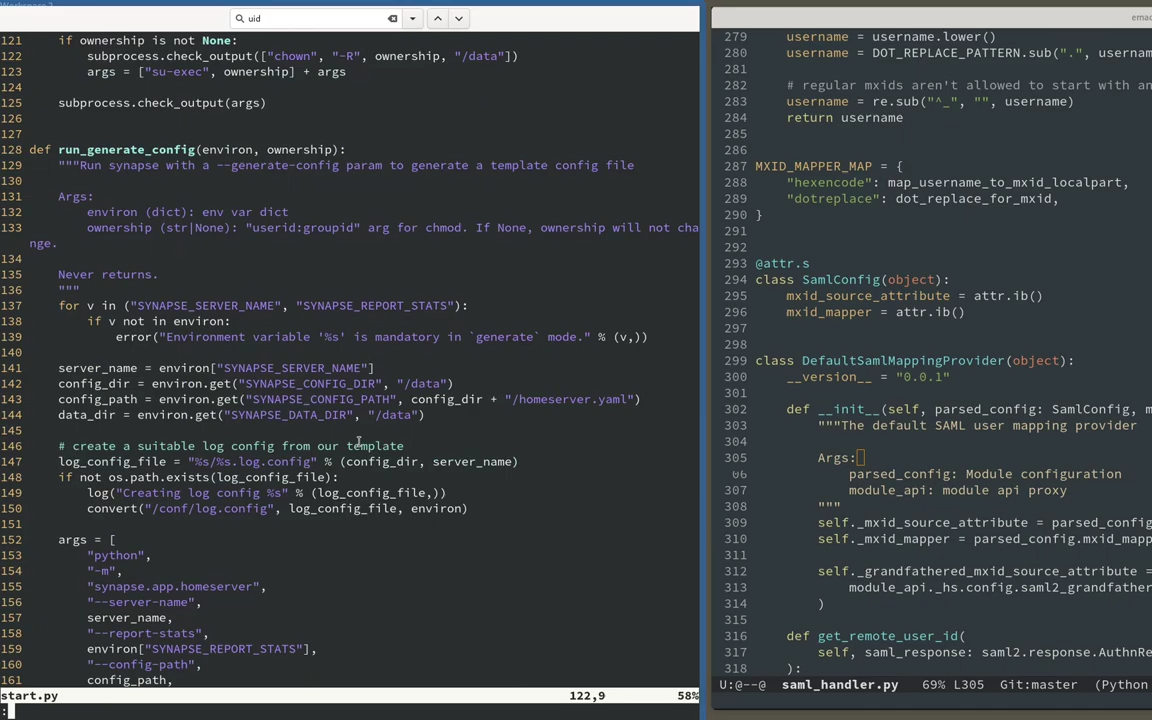 uid
121     if ownership is not None:
122         subprocess.check_output(["chown", "-R", ownership, "/data"])
123         args = ["su-exec", ownership] + args
124
125     subprocess.check_output(args)
126
127
128 def run_generate_config(environ, ownership):
129     """Run synapse with a --generate-config param to generate a template config file
130
131     Args:
132         environ (dict): env var dict
133         ownership (str|None): "userid:groupid" arg for chmod. If None, ownership will not cha
nge.
134
135     Never returns.
136     """
137     for v in ("SYNAPSE_SERVER_NAME", "SYNAPSE_REPORT_STATS"):
138         if v not in environ:
139             error("Environment variable '%s' is mandatory in `generate` mode." % (v,))
140
141     server_name = environ["SYNAPSE_SERVER_NAME"]
142     config_dir = environ.get("SYNAPSE_CONFIG_DIR", "/data")
143     config_path = environ.get("SYNAPSE_CONFIG_PATH", config_dir + "/homeserver.yaml")
144     data_dir = environ.get("SYNAPSE_DATA_DIR", "/data")
145
146     # create a suitable log config from our template
147     log_config_file = "%s/%s.log.config" % (config_dir, server_name)
148     if not os.path.exists(log_config_file):
149         log("Creating log config %s" % (log_config_file,))
150         convert("/conf/log.config", log_config_file, environ)
151
152     args = [
153         "python",
154         "-m",
155         "synapse.app.homeserver",
156         "--server-name",
157         server_name,
158         "--report-stats",
159         environ["SYNAPSE_REPORT_STATS"],
160         "--config-path",
161         config_path,
start.py 122,9 58%
:
emac
279     username = username.lower()
280     username = DOT_REPLACE_PATTERN.sub(".", usernam
281
282     # regular mxids aren't allowed to start with an
283     username = re.sub("^_", "", username)
284     return username
285
286
287 MXID_MAPPER_MAP = {
288     "hexencode": map_username_to_mxid_localpart,
289     "dotreplace": dot_replace_for_mxid,
290 }
291
292
293 @attr.s
294 class SamlConfig(object):
295     mxid_source_attribute = attr.ib()
296     mxid_mapper = attr.ib()
297
298
299 class DefaultSamlMappingProvider(object):
300     __version__ = "0.0.1"
301
302     def __init__(self, parsed_config: SamlConfig, m
303         """The default SAML user mapping provider
304
305         Args:
06             parsed_config: Module configuration
307             module_api: module api proxy
308         """
309         self._mxid_source_attribute = parsed_config
310         self._mxid_mapper = parsed_config.mxid_mapp
311
312         self._grandfathered_mxid_source_attribute =
313             module_api._hs.config.saml2_grandfather
314         )
315
316     def get_remote_user_id(
317         self, saml_response: saml2.response.AuthnRe
318     ):
U:@--@ saml_handler.py 69% L305 Git:master (Python